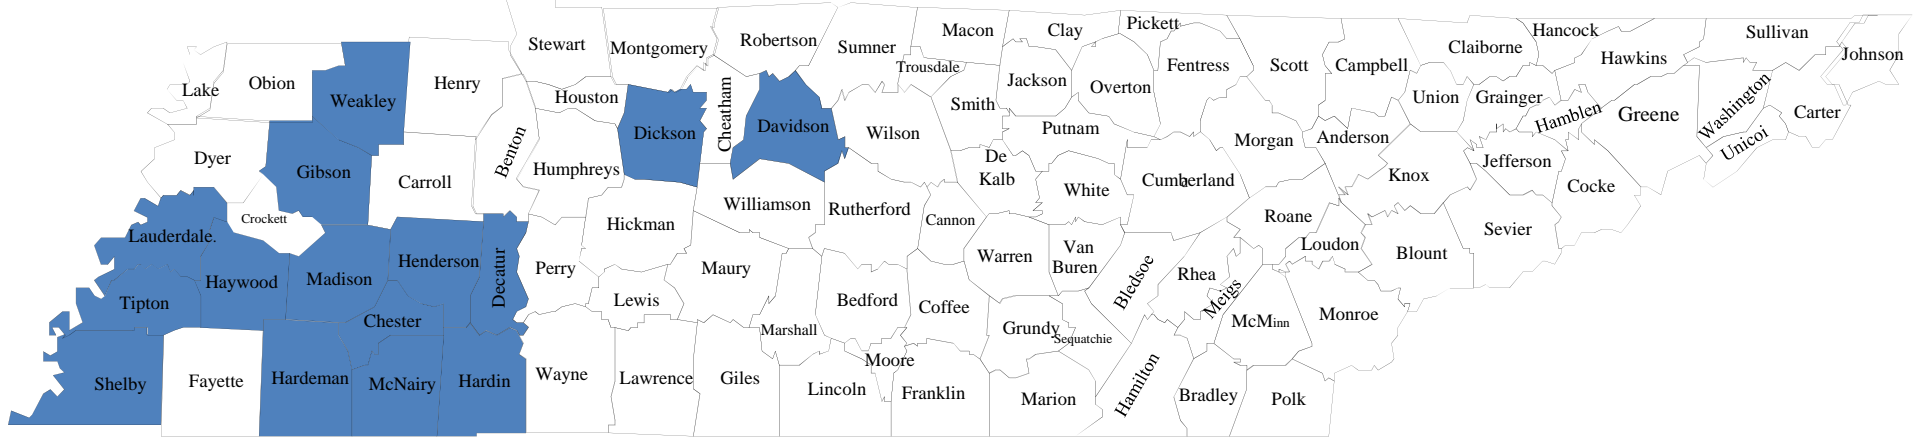 Stewart
Montgomery
Robertson
Sumner
Macon
Clay
Pickett
Hancock
Claiborne
Sullivan
Johnson
Lake
Obion
Weakley
Henry
Houston
Cheatham
Trousdale
Jackson
Overton
Fentress
Scott
Campbell
Union
Grainger
Hawkins
Hamblen
Greene
Washington
Unicoi
Carter
Dyer
Gibson
Carroll
Benton
Humphreys
Dickson
Davidson
Wilson
Smith
Putnam
De
Kalb
White
Cumberland
Morgan
Anderson
Knox
Jefferson
Cocke
Crockett
Lauderdale.
Haywood
Madison
Henderson
Decatur
Perry
Hickman
Williamson
Rutherford
Cannon
Warren
Van
Buren
Bledsoe
Rhea
Meigs
Roane
Loudon
Blount
Sevier
Tipton
Chester
Lewis
Maury
Marshall
Bedford
Coffee
Grundy
Sequatchie
McMinn
Monroe
Shelby
Fayette
Hardeman
McNairy
Hardin
Wayne
Lawrence
Giles
Lincoln
Moore
Franklin
Marion
Hamilton
Bradley
Polk